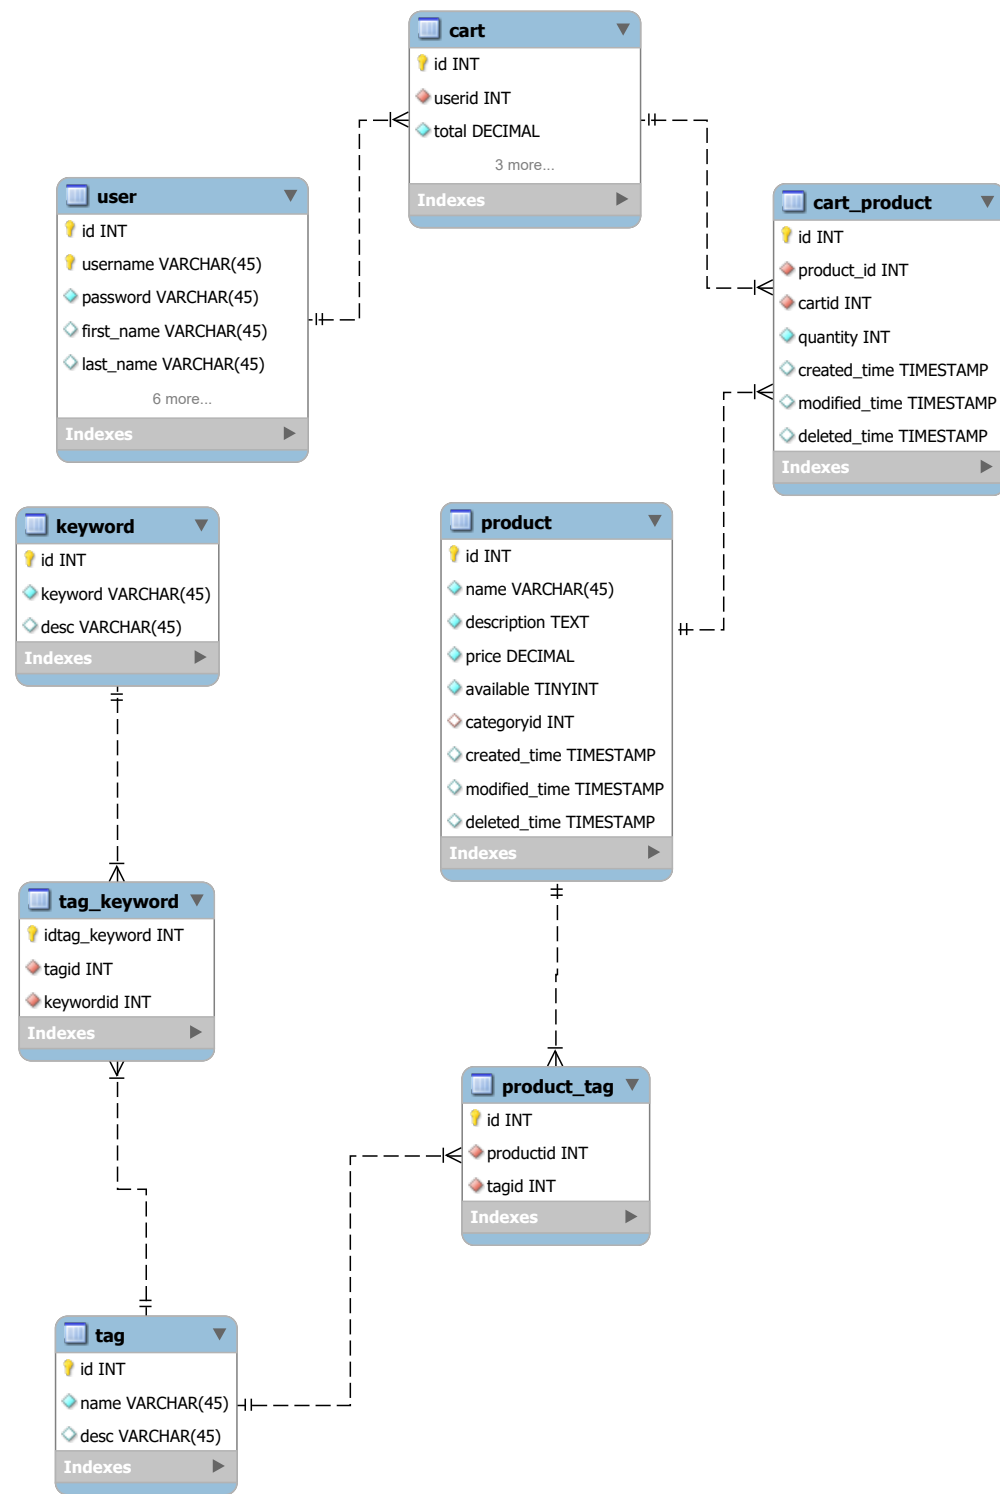 cart
id INT
userid INT
total DECIMAL
3 more...
Indexes
user
id INT
username VARCHAR(45)
password VARCHAR(45)
first_name VARCHAR(45)
last_name VARCHAR(45)
6 more...
Indexes
cart_product
id INT
product_id INT
cartid INT
quantity INT
created_time TIMESTAMP
modified_time TIMESTAMP
deleted_time TIMESTAMP
Indexes
keyword
id INT
keyword VARCHAR(45)
desc VARCHAR(45)
Indexes
product
id INT
name VARCHAR(45)
description TEXT
price DECIMAL
available TINYINT
categoryid INT
created_time TIMESTAMP
modified_time TIMESTAMP
deleted_time TIMESTAMP
Indexes
tag_keyword
idtag_keyword INT
tagid INT
keywordid INT
Indexes
product_tag
id INT
productid INT
tagid INT
Indexes
tag
id INT
name VARCHAR(45)
desc VARCHAR(45)
Indexes